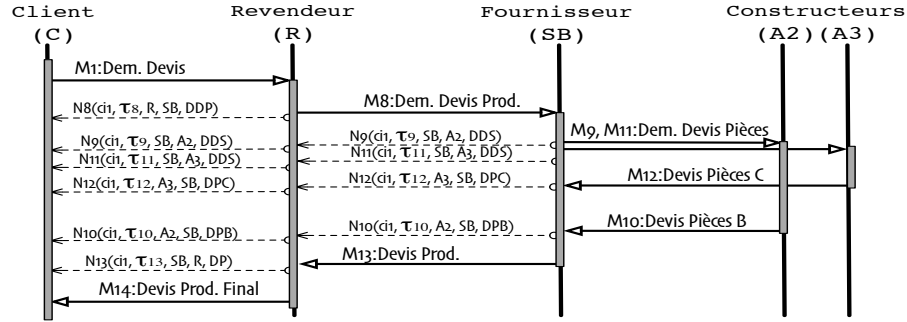 Client Revendeur Fournisseur Constructeurs
(C) (R) (SB) (A2)(A3)
M1:Dem. Devis
N8(ci1, τ8, R, SB, DDP)
M8:Dem. Devis Prod.
N9(ci1, τ9, SB, A2, DDS)
N9(ci1, τ9, SB, A2, DDS)
M9, M11:Dem. Devis Pièces
N11(ci1, τ11, SB, A3, DDS)
N11(ci1, τ11, SB, A3, DDS)
N12(ci1, τ12, A3, SB, DPC)
N12(ci1, τ12, A3, SB, DPC)
M12:Devis Pièces C
N10(ci1, τ10, A2, SB, DPB)
N10(ci1, τ10, A2, SB, DPB)
M10:Devis Pièces B
N13(ci1, τ13, SB, R, DP)
M13:Devis Prod.
M14:Devis Prod. Final